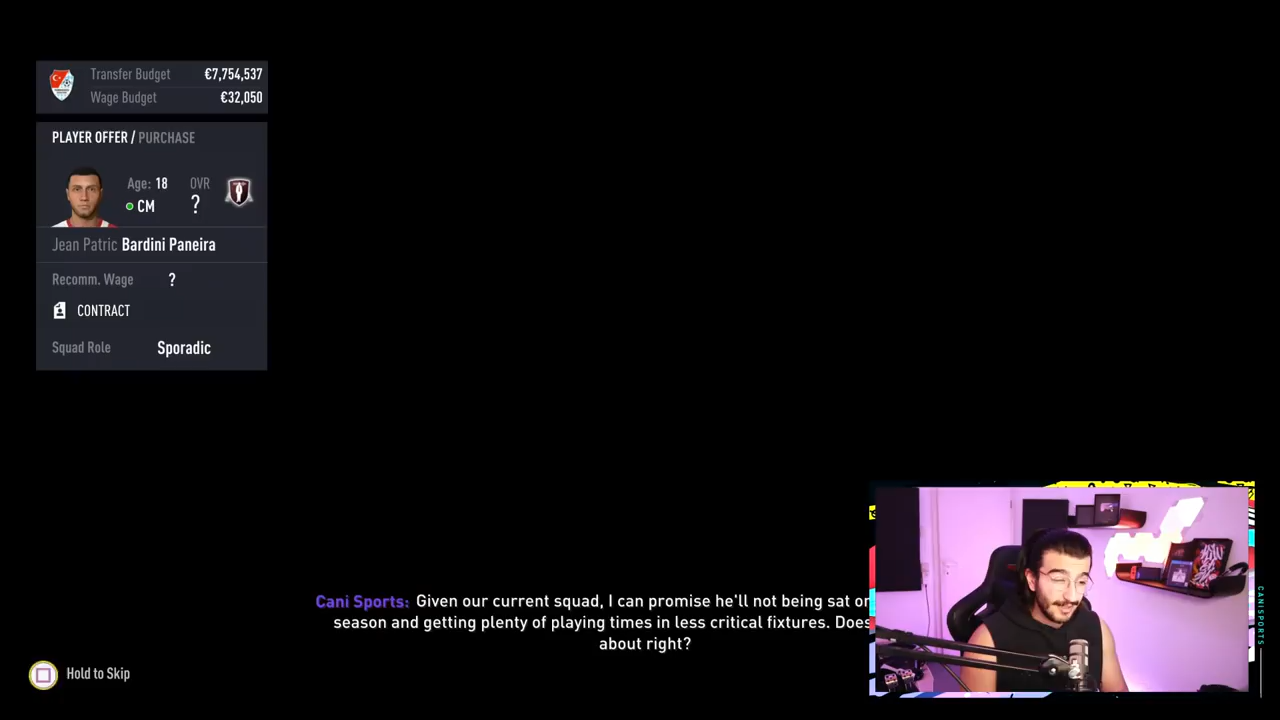 Transfer Budget €7,754,537
Wage Budget €32,050
PLAYER OFFER / PURCHASE
Age: 18 OVR
CM ?
Jean Patric Bardini Paneira
Recomm. Wage ?
CONTRACT
Squad Role Sporadic
Cani Sports: Given our current squad, I can promise he'll not being sat on
season and getting plenty of playing times in less critical fixtures. Does
about right?
Hold to Skip
CANISPORTS